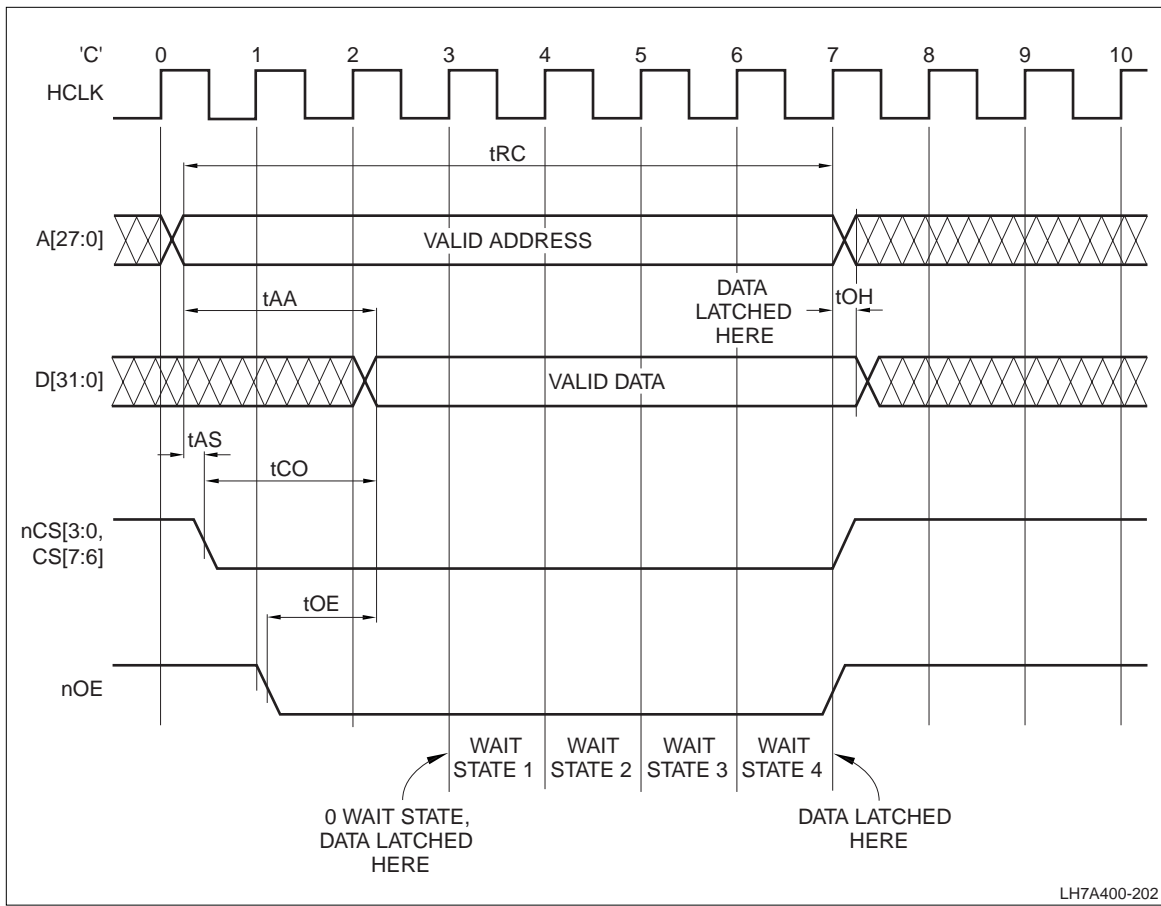 'C' 0 1 2 3 4 5 6 7 8 9 10
HCLK
tRC
A[27:0]
VALID ADDRESS
tAA
DATA
LATCHED
HERE
tOH
D[31:0]
VALID DATA
tAS
tCO
nCS[3:0,
CS[7:6]
tOE
nOE
WAIT
STATE 1
WAIT
STATE 2
WAIT
STATE 3
WAIT
STATE 4
0 WAIT STATE,
DATA LATCHED
HERE
DATA LATCHED
HERE
LH7A400-202